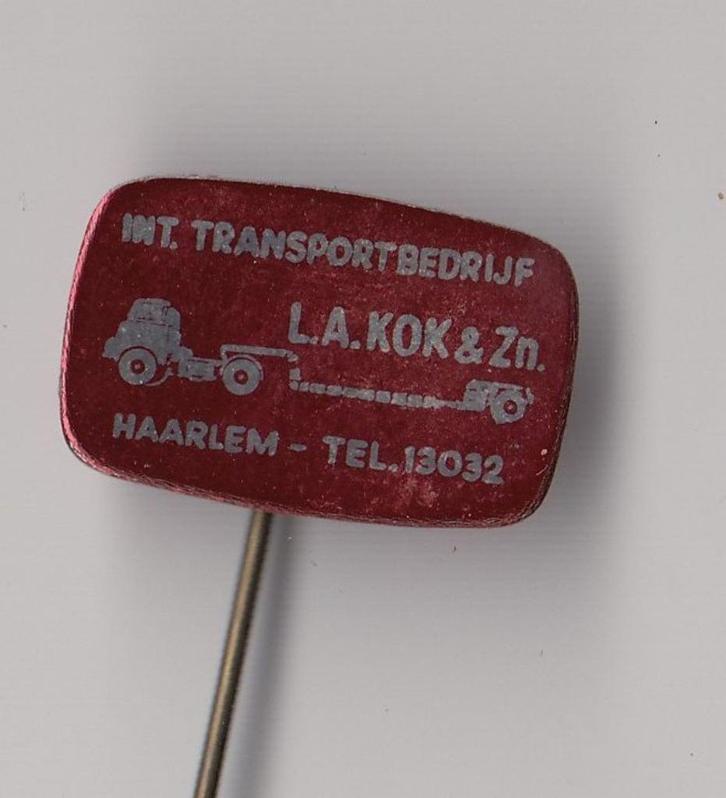 INT. TRANSPORTBEDRIJF
L.A. KOK & Zn.
HAARLEM - TEL. 13032